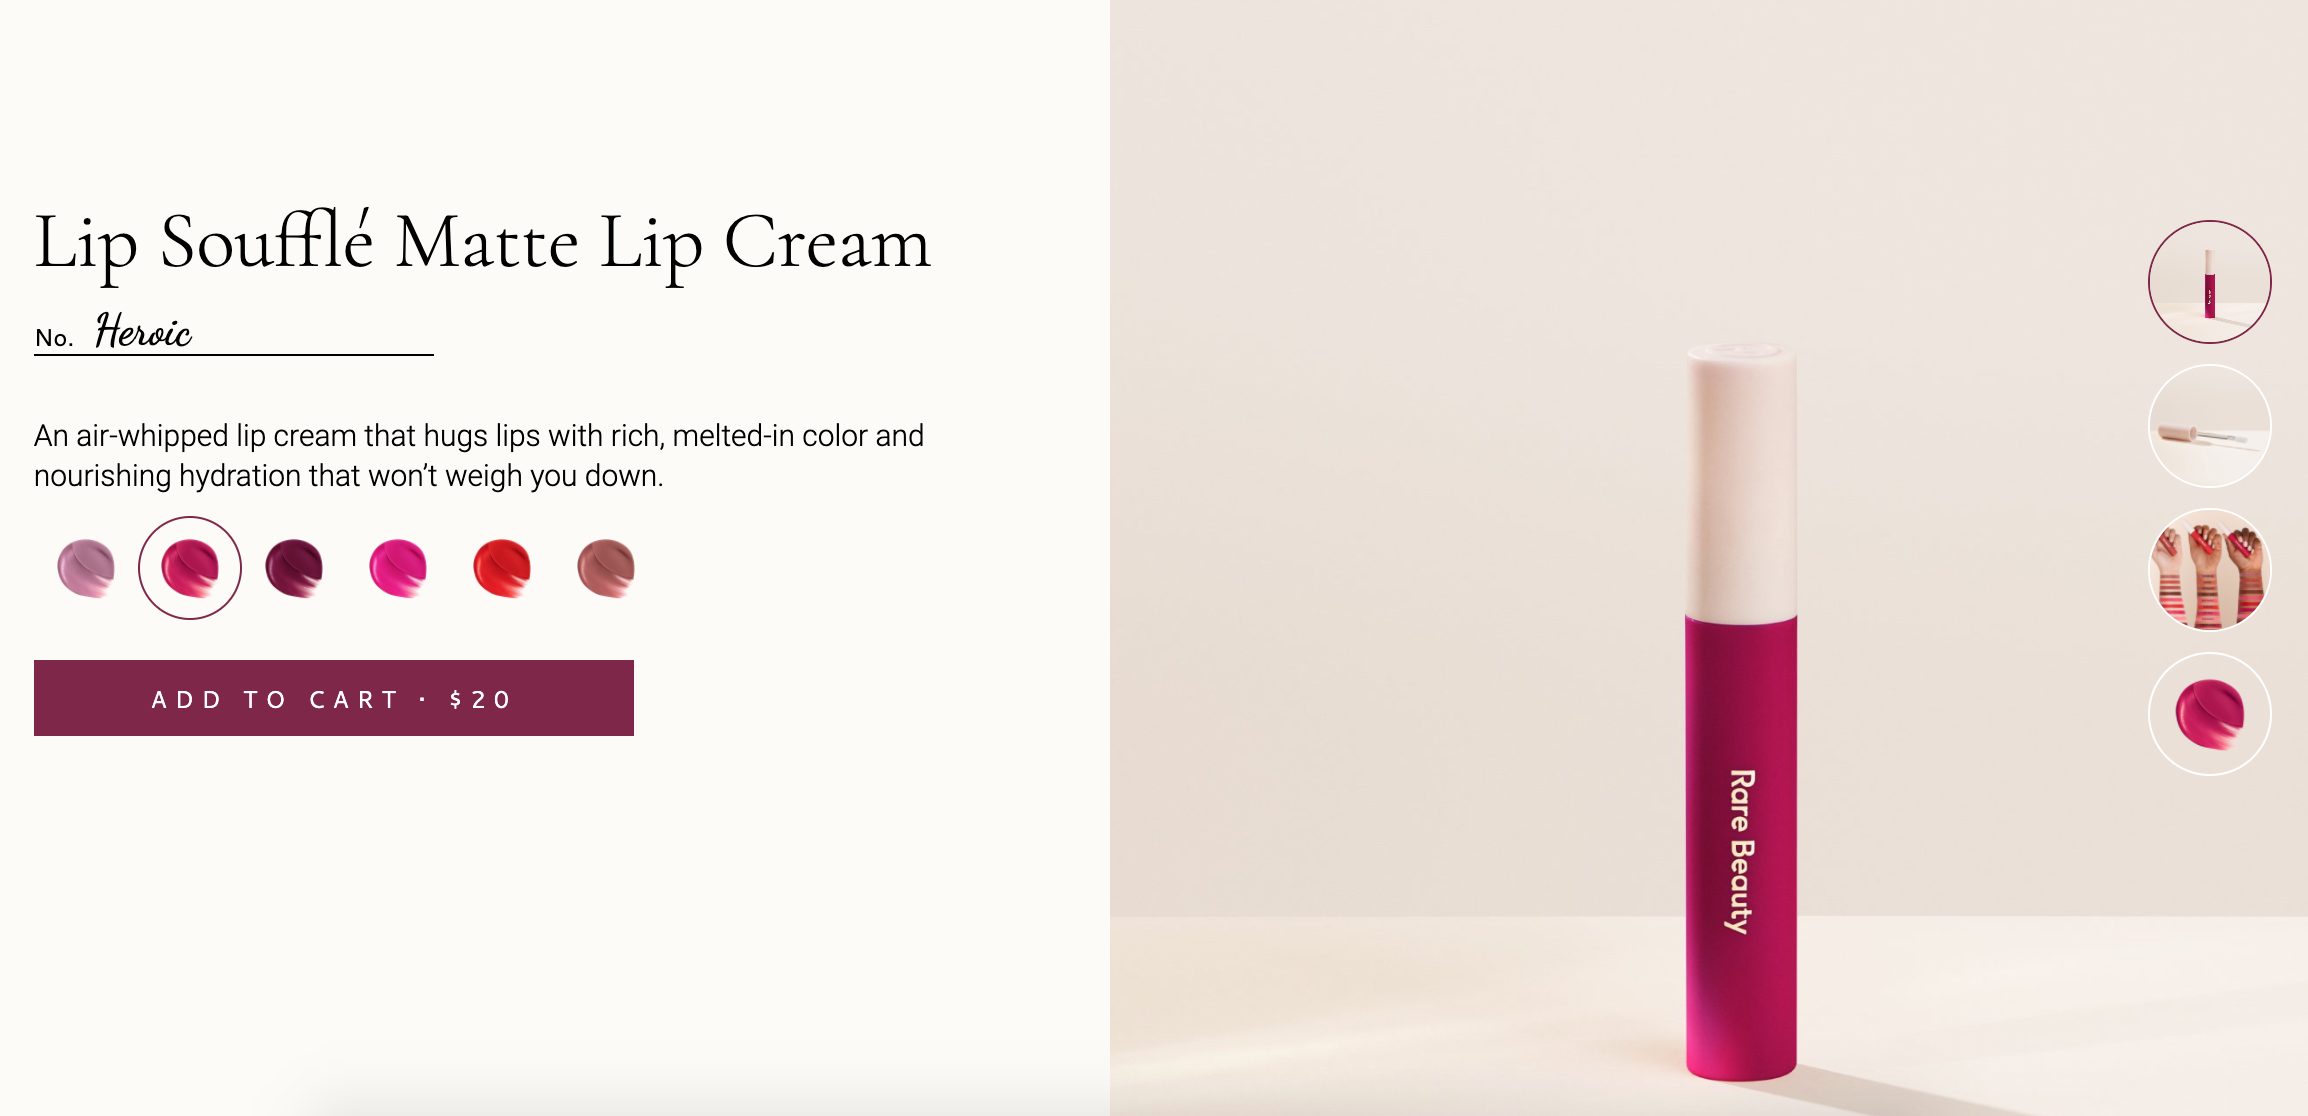 Lip Soufflé Matte Lip Cream
No. Heroic
An air-whipped lip cream that hugs lips with rich, melted-in color and
nourishing hydration that won’t weigh you down.
ADD TO CART · $20
Rare Beauty